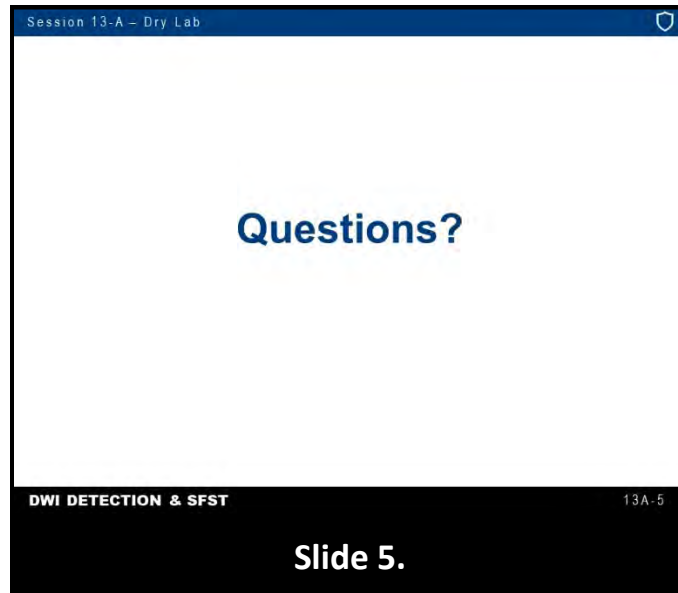 Session 13-A – Dry Lab
Questions?
DWI DETECTION & SFST 13A-5
Slide 5.